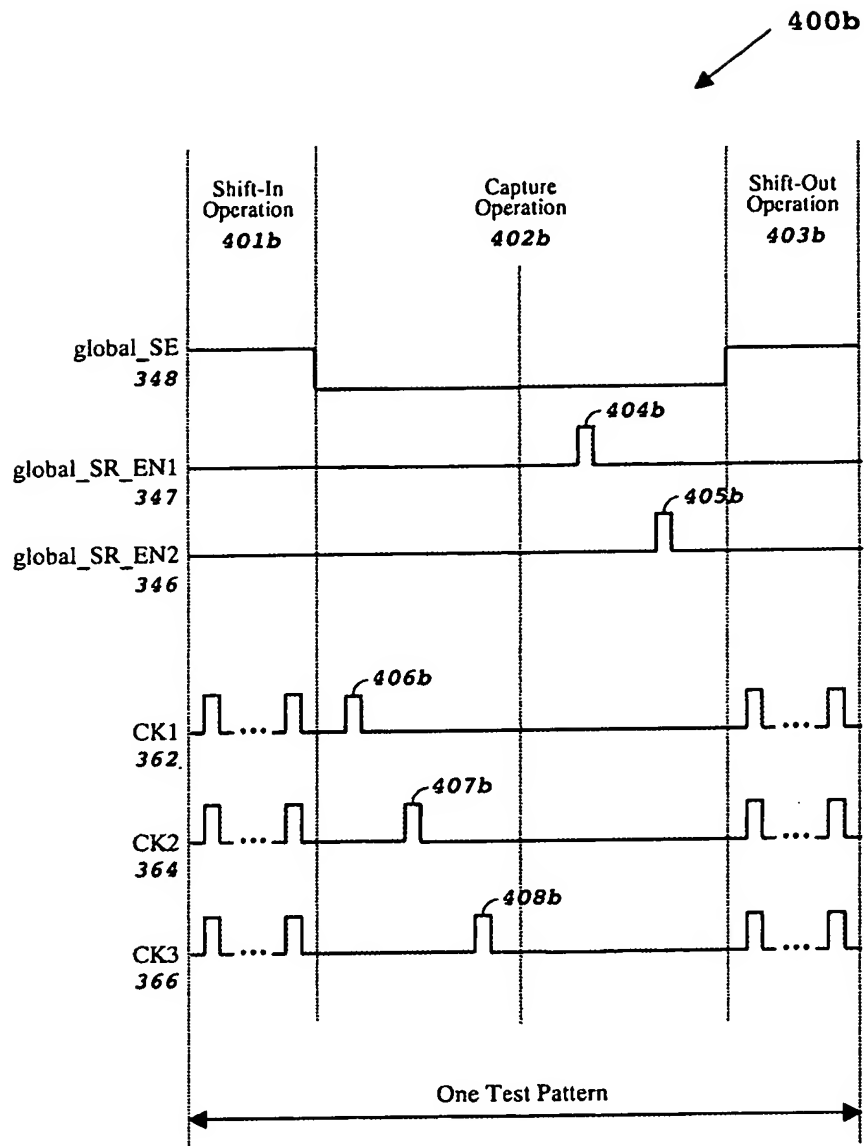 400b
Shift-In
Operation
401b
Capture
Operation
402b
Shift-Out
Operation
403b
global_SE
348
404b
global_SR_EN1
347
405b
global_SR_EN2
346
406b
CK1
362
...
...
407b
CK2
364
...
...
408b
CK3
366
...
...
One Test Pattern